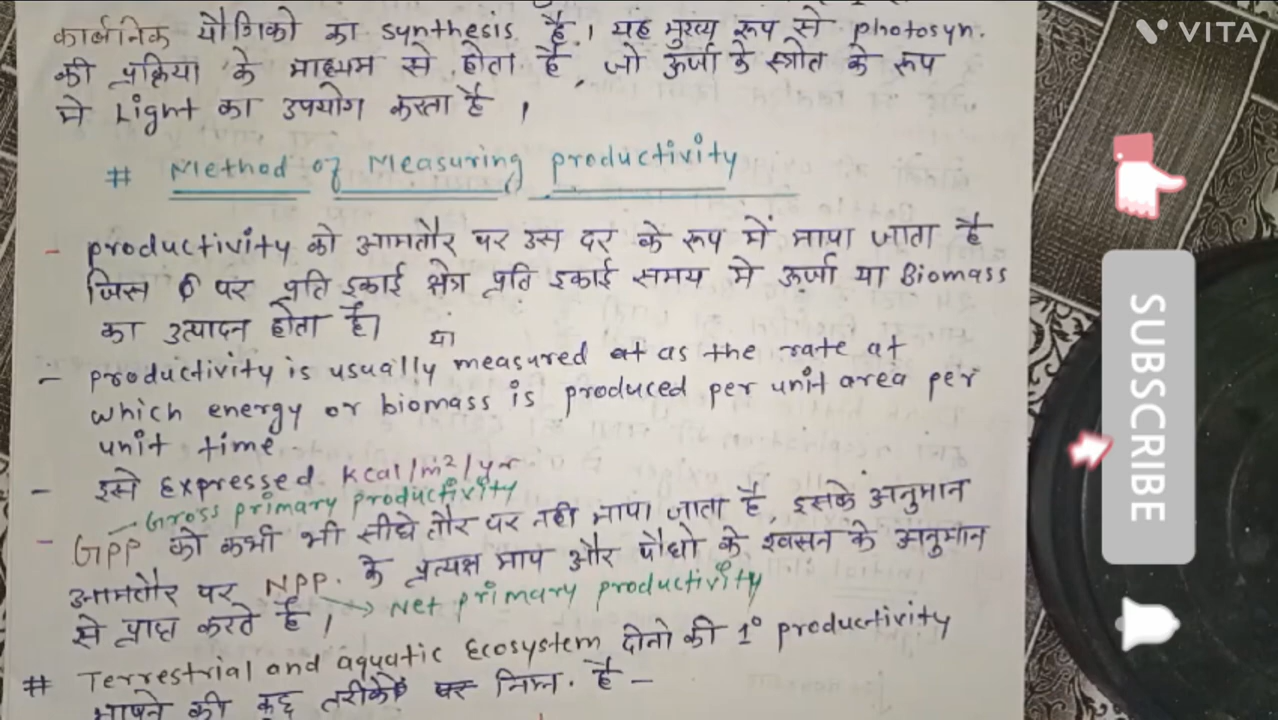 कार्बनिक यौगिको का synthesis है। यह मुख्य रूप से photosyn.
की प्रक्रिया के माध्यम से होता है, जो ऊर्जा के स्त्रोत के रूप
मे Light का उपयोग करता है ।
# Method of Measuring productivity
- productivity को आमतौर पर उस दर के रूप में मापा जाता है
जिस पर प्रति इकाई क्षेत्र प्रति इकाई समय मे ऊर्जा या Biomass
का उत्पादन होता है।
या
- productivity is usually measured at as the rate at
which energy or biomass is produced per unit area per
unit time
- इसे Expressed. Kcal/m²/yr
Gross primary productivity
- GPP को कभी भी सीधे तौर पर नही मापा जाता है, इसके अनुमान
आमतौर पर NPP. के प्रत्यक्ष माप और पौधो के श्वसन के अनुमान
→ Net primary productivity
से प्राप्त करते है।
# Terrestrial and aquatic Ecosystem दोनो की 1° productivity
मापने की कुछ तरीके निम्न. है -
VITA
SUBSCRIBE